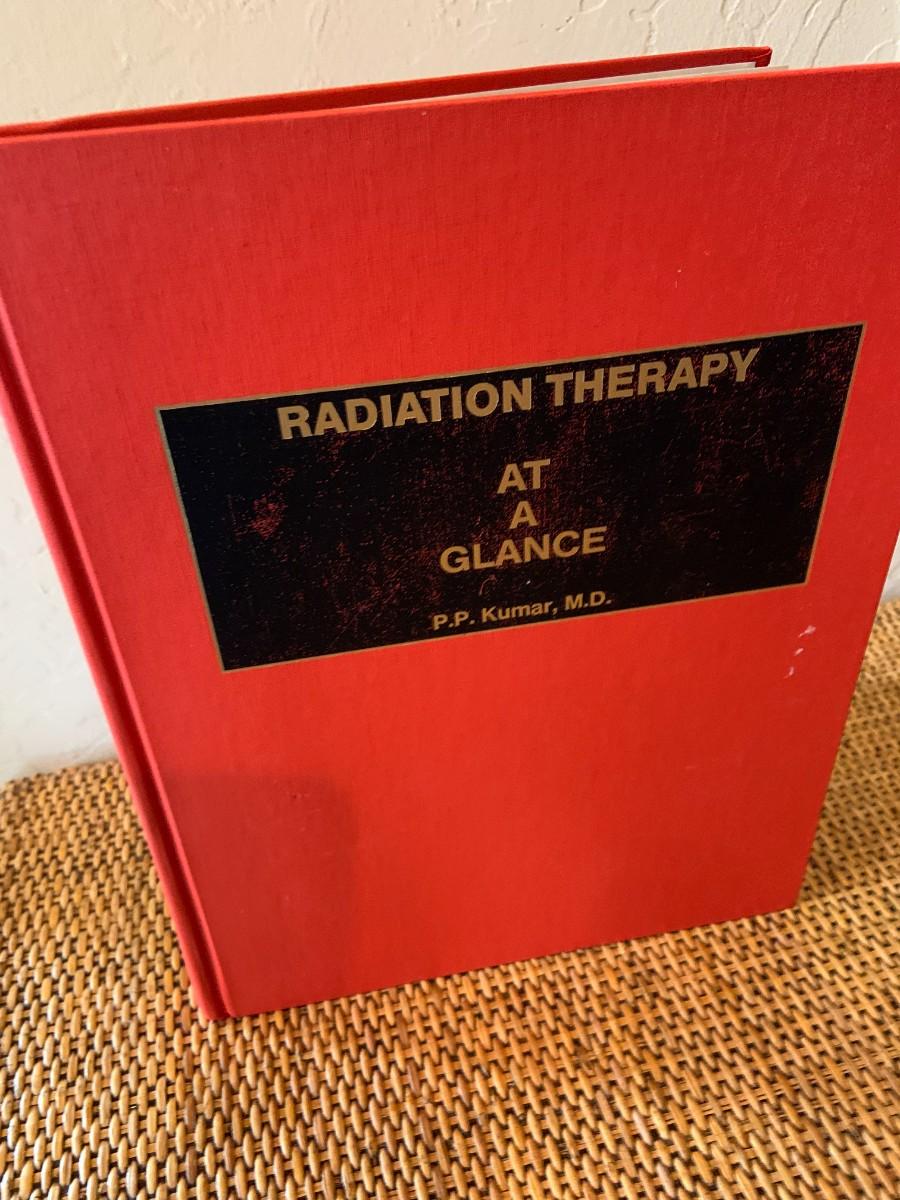 RADIATION THERAPY
AT
A
GLANCE
P.P. Kumar, M.D.